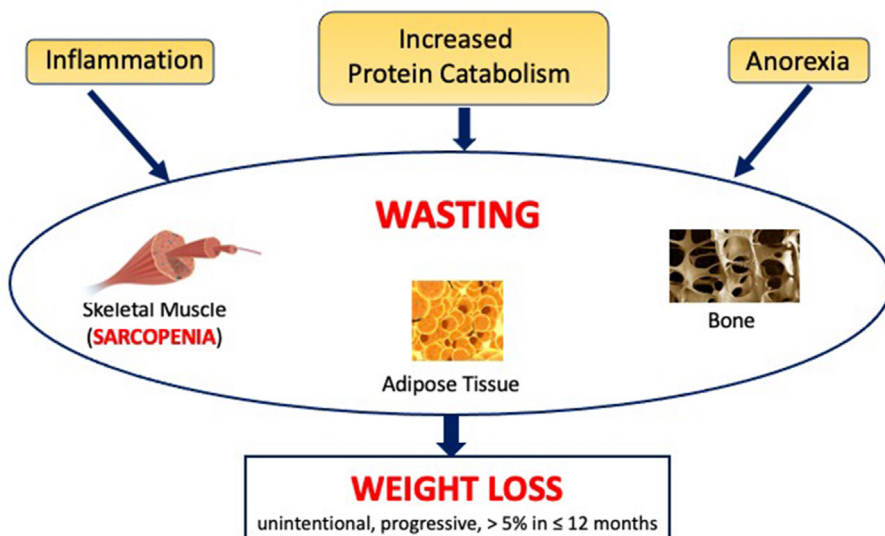 Inflammation
Increased
Protein Catabolism
Anorexia
WASTING
Skeletal Muscle
(SARCOPENIA)
Adipose Tissue
Bone
WEIGHT LOSS
unintentional, progressive, > 5% in ≤ 12 months